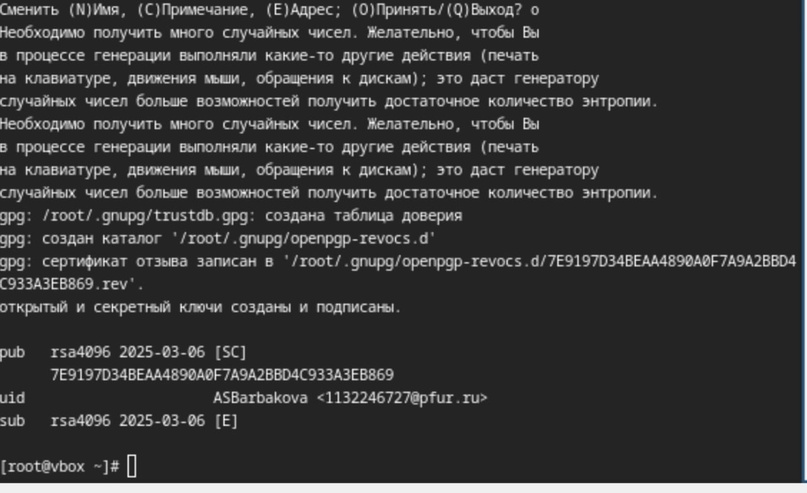 Сменить (N)Имя, (C)Примечание, (E)Адрес; (O)Принять/(Q)Выход? o
Необходимо получить много случайных чисел. Желательно, чтобы Вы
в процессе генерации выполняли какие-то другие действия (печать
на клавиатуре, движения мыши, обращения к дискам); это даст генератору
случайных чисел больше возможностей получить достаточное количество энтропии.
Необходимо получить много случайных чисел. Желательно, чтобы Вы
в процессе генерации выполняли какие-то другие действия (печать
на клавиатуре, движения мыши, обращения к дискам); это даст генератору
случайных чисел больше возможностей получить достаточное количество энтропии.
gpg: /root/.gnupg/trustdb.gpg: создана таблица доверия
gpg: создан каталог '/root/.gnupg/openpgp-revocs.d'
gpg: сертификат отзыва записан в '/root/.gnupg/openpgp-revocs.d/7E9197D34BEAA4890A0F7A9A2BBD4
C933A3EB869.rev'.
открытый и секретный ключи созданы и подписаны.
pub   rsa4096 2025-03-06 [SC]
7E9197D34BEAA4890A0F7A9A2BBD4C933A3EB869
uid                      ASBarbakova <1132246727@pfur.ru>
sub   rsa4096 2025-03-06 [E]
[root@vbox ~]#